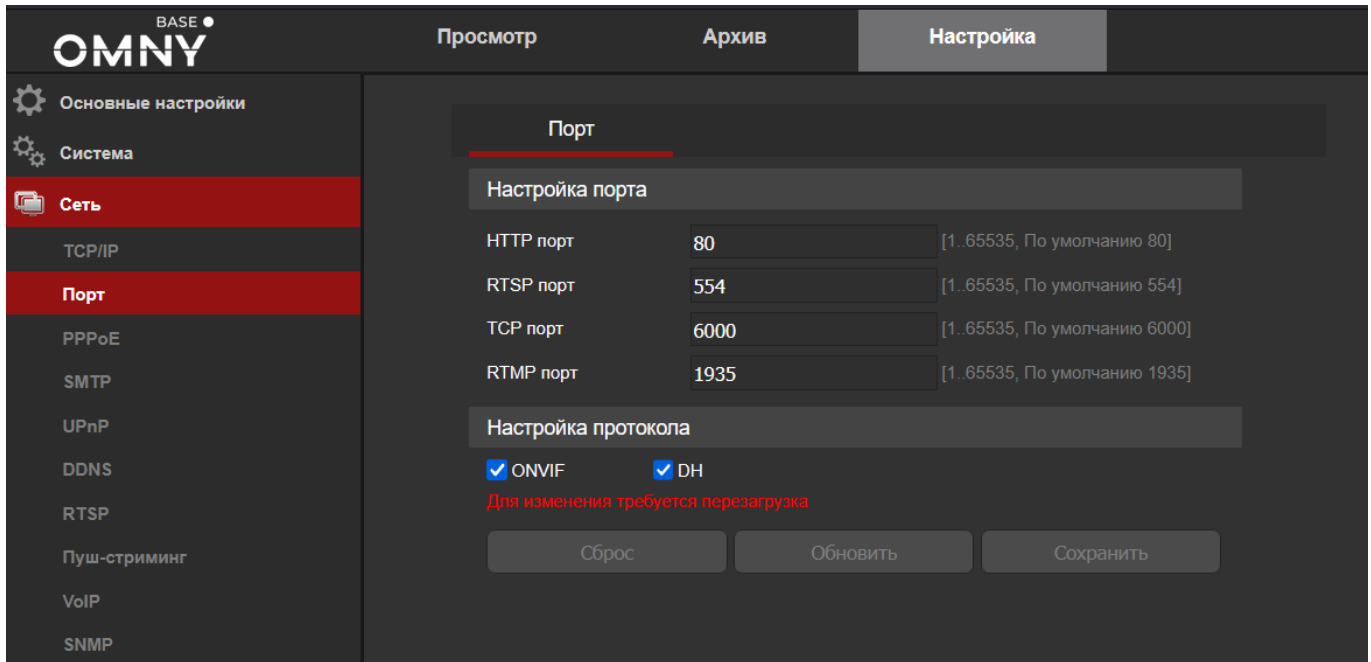 BASE
OMNY
Просмотр
Архив
Настройка
Основные настройки
Система
Сеть
TCP/IP
Порт
PPPoE
SMTP
UPnP
DDNS
RTSP
Пуш-стриминг
VoIP
SNMP
Порт
Настройка порта
HTTP порт 80 [1..65535, По умолчанию 80]
RTSP порт 554 [1..65535, По умолчанию 554]
TCP порт 6000 [1..65535, По умолчанию 6000]
RTMP порт 1935 [1..65535, По умолчанию 1935]
Настройка протокола
ONVIF DH
Для изменения требуется перезагрузка
Сброс Обновить Сохранить